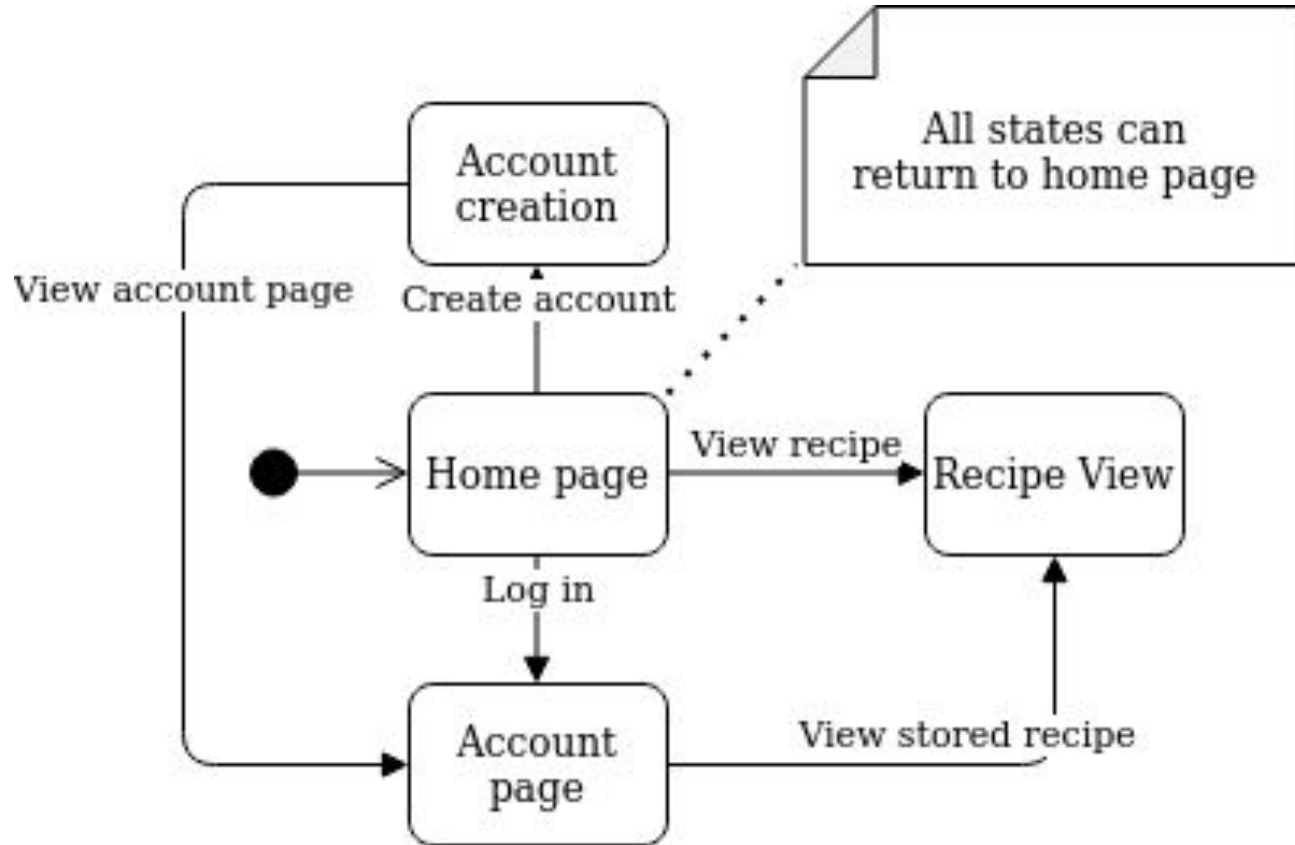 All states can
return to home page
Account
creation
View account page
Create account
Home page
View recipe
Recipe View
Log in
Account
page
View stored recipe